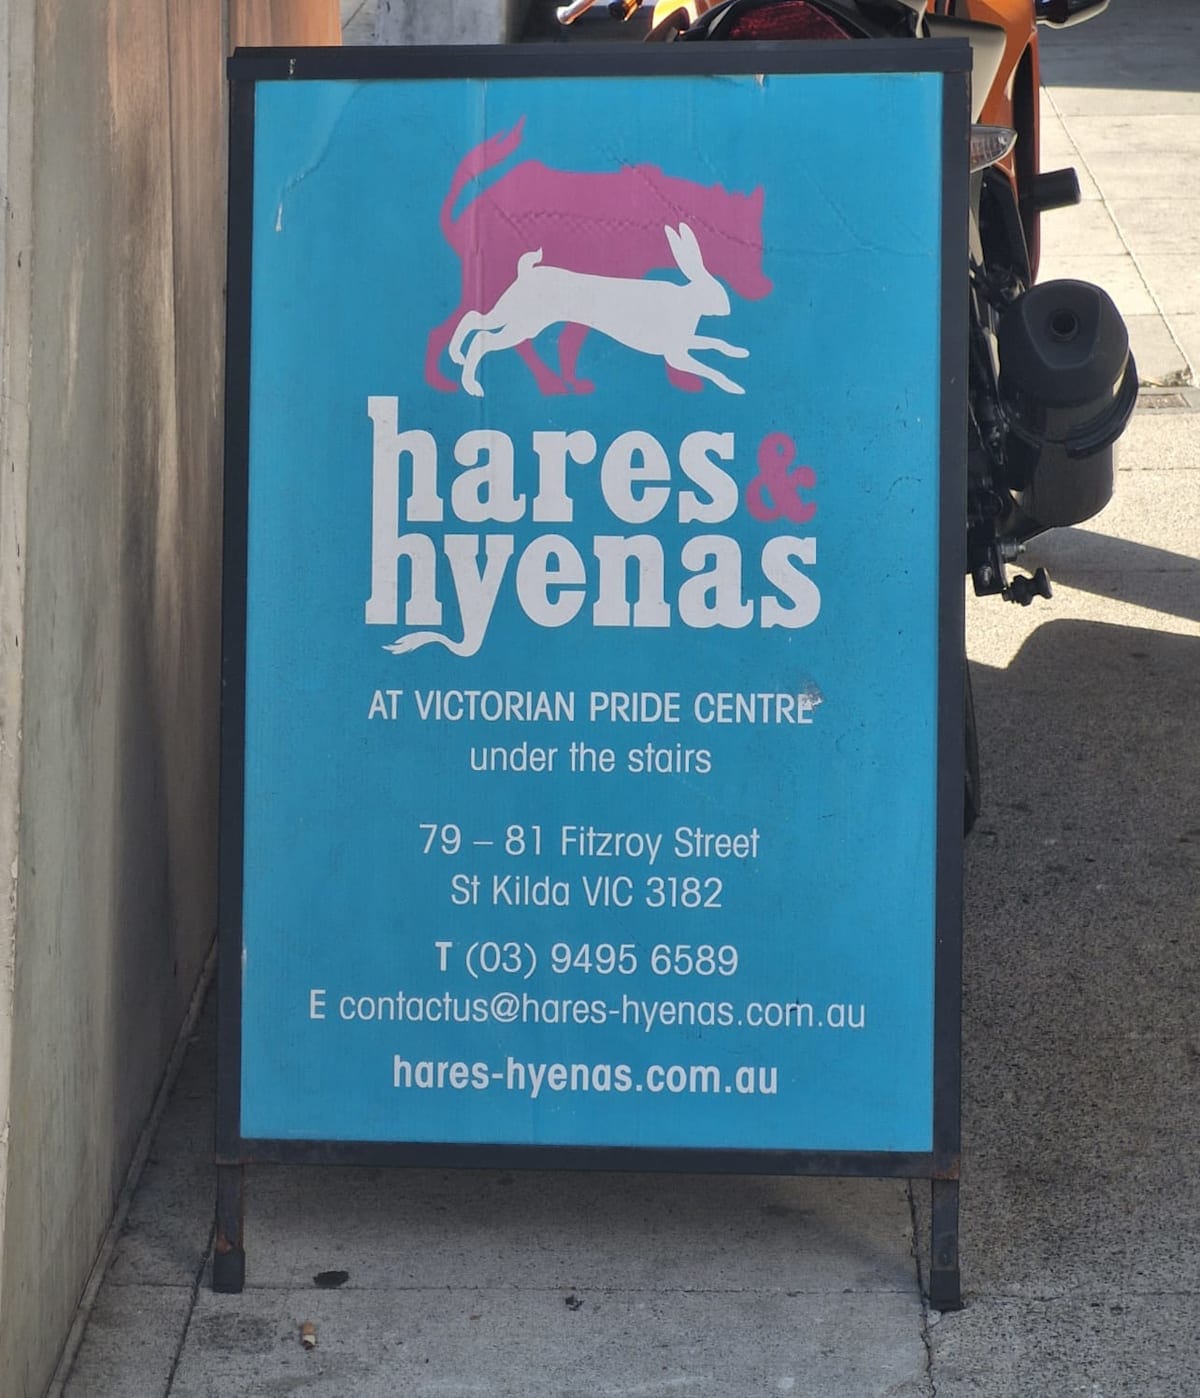 hares &
hyenas
AT VICTORIAN PRIDE CENTRE
under the stairs
79 – 81 Fitzroy Street
St Kilda VIC 3182
T (03) 9495 6589
E contactus@hares-hyenas.com.au
hares-hyenas.com.au